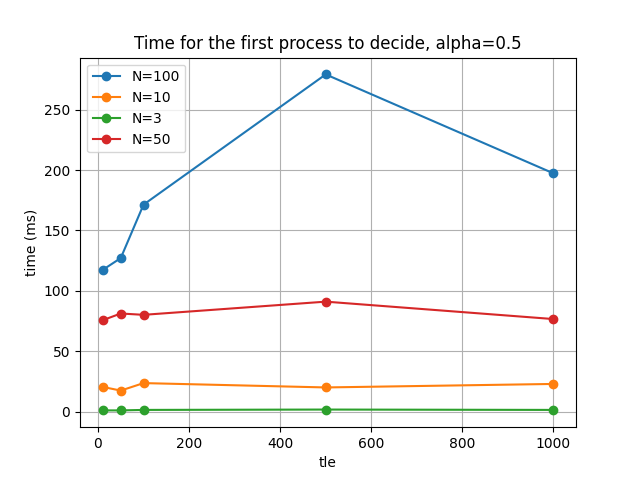 Time for the first process to decide, alpha=0.5
N=100
N=10
N=3
N=50
time (ms)
250
200
150
100
50
0
0 200 400 600 800 1000
tle